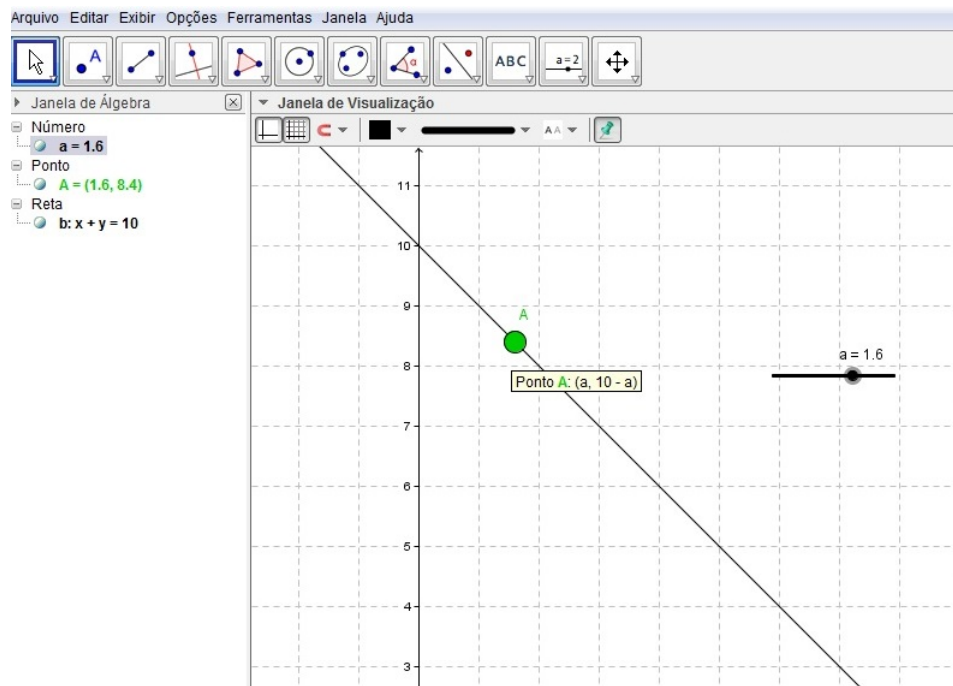 Arquivo Editar Exibir Opções Ferramentas Janela Ajuda
A
α
ABC
a=2
Janela de Álgebra
Número
a = 1.6
Ponto
A = (1.6, 8.4)
Reta
b: x + y = 10
Janela de Visualização
A A
11
10
9
A
8
a = 1.6
Ponto A: (a, 10 - a)
7
6
5
4
3